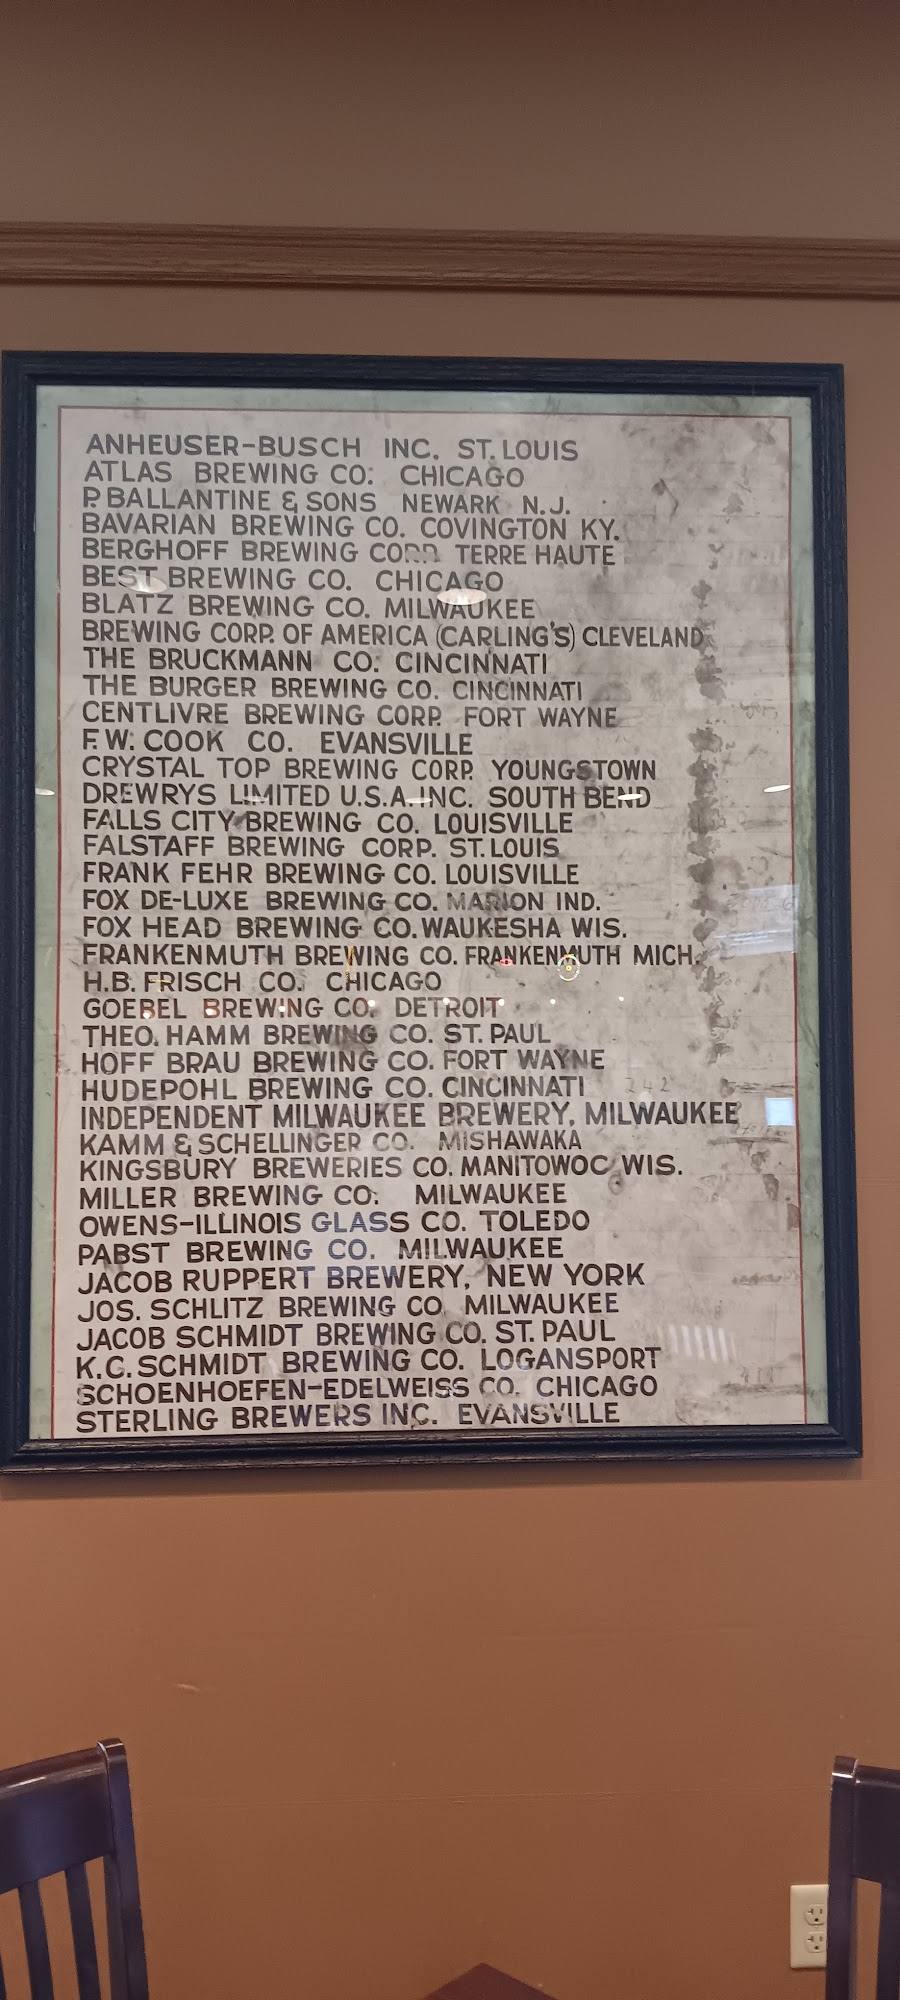 ANHEUSER-BUSCH INC. ST. LOUIS
ATLAS BREWING CO. CHICAGO
P. BALLANTINE & SONS NEWARK N.J.
BAVARIAN BREWING CO. COVINGTON KY.
BERGHOFF BREWING CORP. TERRE HAUTE
BEST BREWING CO. CHICAGO
BLATZ BREWING CO. MILWAUKEE
BREWING CORP. OF AMERICA (CARLING'S) CLEVELAND
THE BRUCKMANN CO. CINCINNATI
THE BURGER BREWING CO. CINCINNATI
CENTLIVRE BREWING CORP. FORT WAYNE
F. W. COOK CO. EVANSVILLE
CRYSTAL TOP BREWING CORP. YOUNGSTOWN
DREWRYS LIMITED U.S.A. INC. SOUTH BEND
FALLS CITY BREWING CO. LOUISVILLE
FALSTAFF BREWING CORP. ST. LOUIS
FRANK FEHR BREWING CO. LOUISVILLE
FOX DE-LUXE BREWING CO. MARION IND.
FOX HEAD BREWING CO. WAUKESHA WIS.
FRANKENMUTH BREWING CO. FRANKENMUTH MICH.
H.B. FRISCH CO. CHICAGO
GOEBEL BREWING CO. DETROIT
THEO. HAMM BREWING CO. ST. PAUL
HOFF BRAU BREWING CO. FORT WAYNE
HUDEPOHL BREWING CO. CINCINNATI 242
INDEPENDENT MILWAUKEE BREWERY, MILWAUKEE
KAMM & SCHELLINGER CO. MISHAWAKA
KINGSBURY BREWERIES CO. MANITOWOC WIS.
MILLER BREWING CO. MILWAUKEE
OWENS-ILLINOIS GLASS CO. TOLEDO
PABST BREWING CO. MILWAUKEE
JACOB RUPPERT BREWERY, NEW YORK
JOS. SCHLITZ BREWING CO. MILWAUKEE
JACOB SCHMIDT BREWING CO. ST. PAUL
K.G. SCHMIDT BREWING CO. LOGANSPORT
SCHOENHOEFEN-EDELWEISS CO. CHICAGO
STERLING BREWERS INC. EVANSVILLE